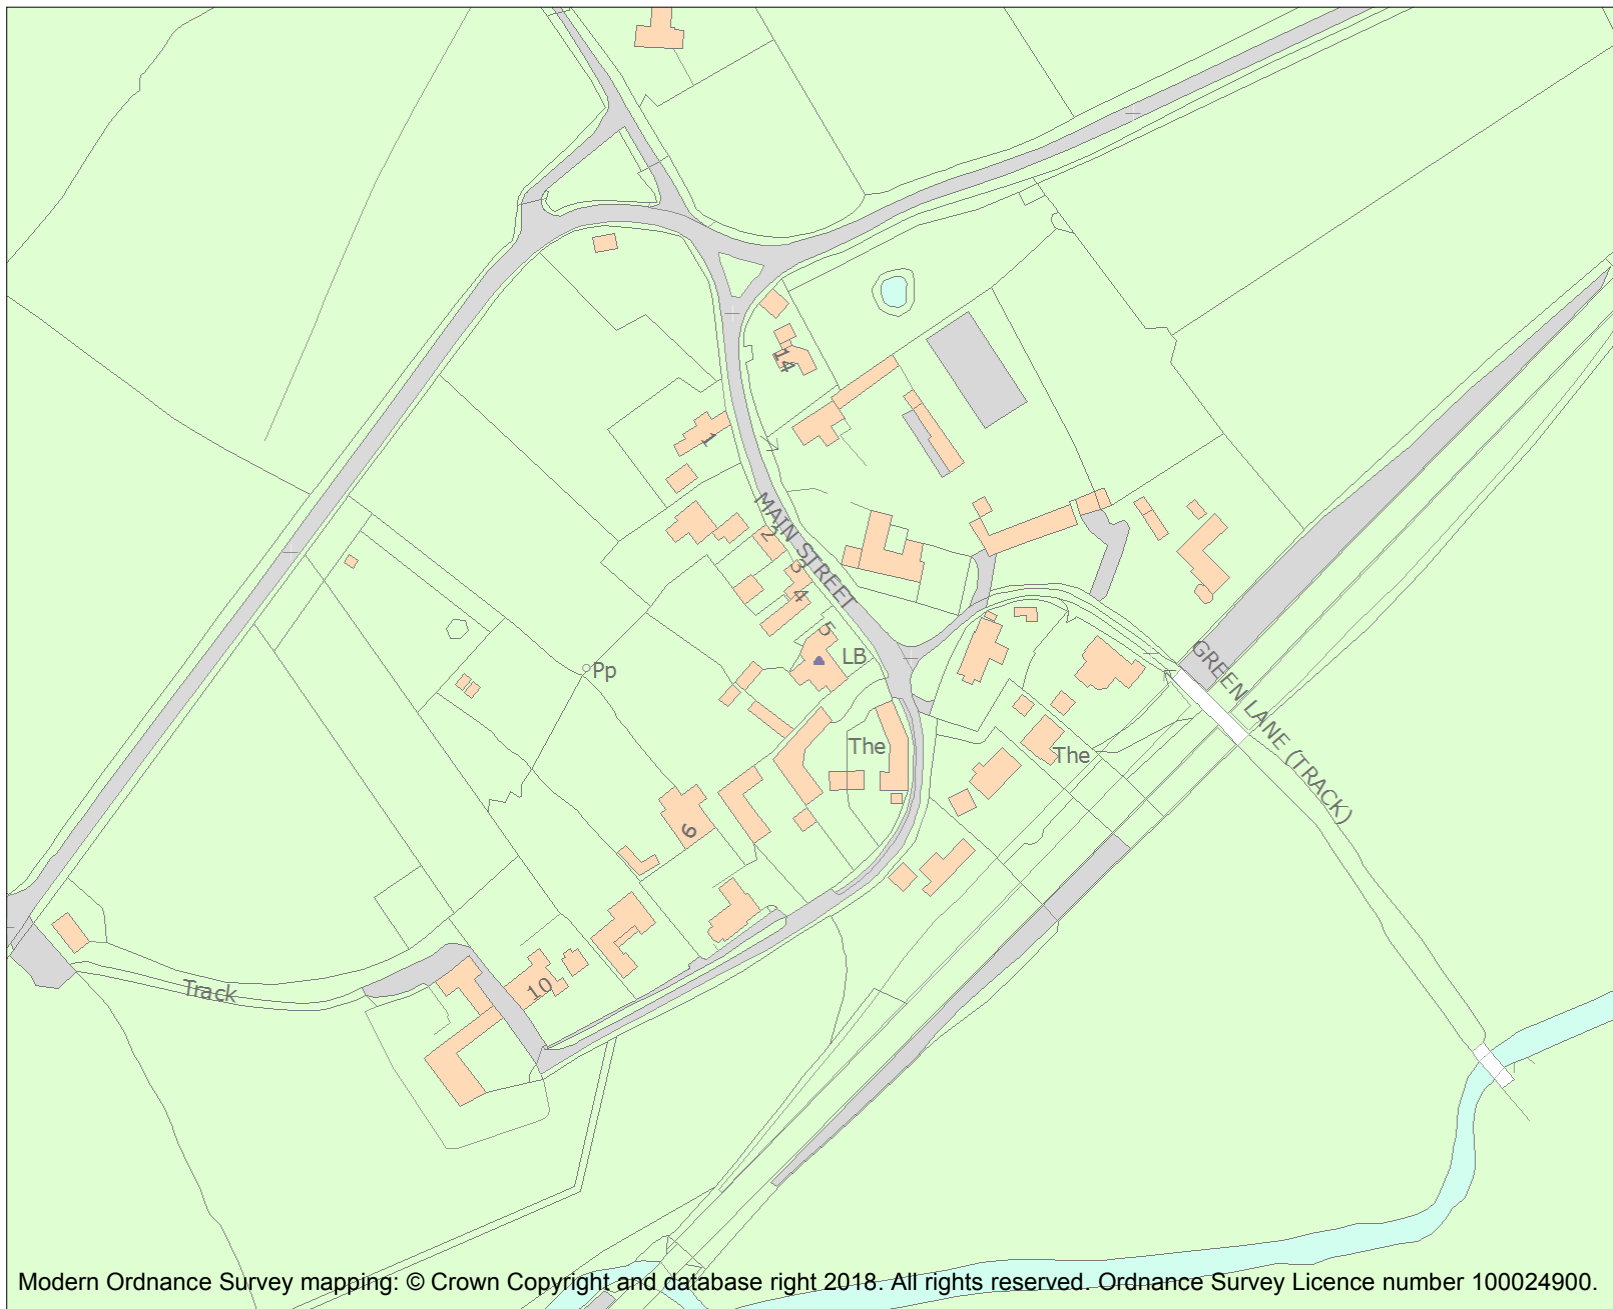 14
1
MAIN STREET
2
3
4
5
LB
Pp
The
The
GREEN LANE (TRACK)
6
10
Track
Modern Ordnance Survey mapping: © Crown Copyright and database right 2018. All rights reserved. Ordnance Survey Licence number 100024900.